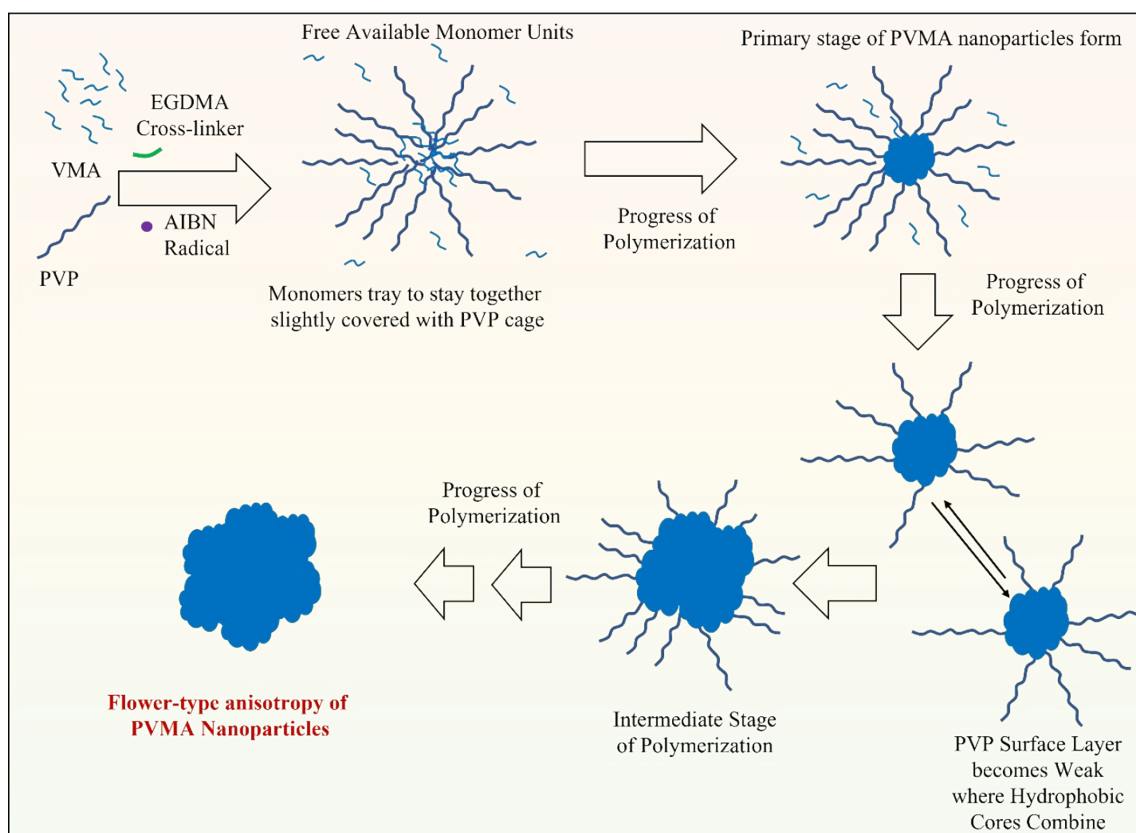 Free Available Monomer Units
Primary stage of PVMA nanoparticles form
EGDMA
Cross-linker
VMA
AIBN
Radical
PVP
Monomers tray to stay together
slightly covered with PVP cage
Progress of
Polymerization
Progress of
Polymerization
Progress of
Polymerization
Flower-type anisotropy of
PVMA Nanoparticles
Intermediate Stage
of Polymerization
PVP Surface Layer
becomes Weak
where Hydrophobic
Cores Combine